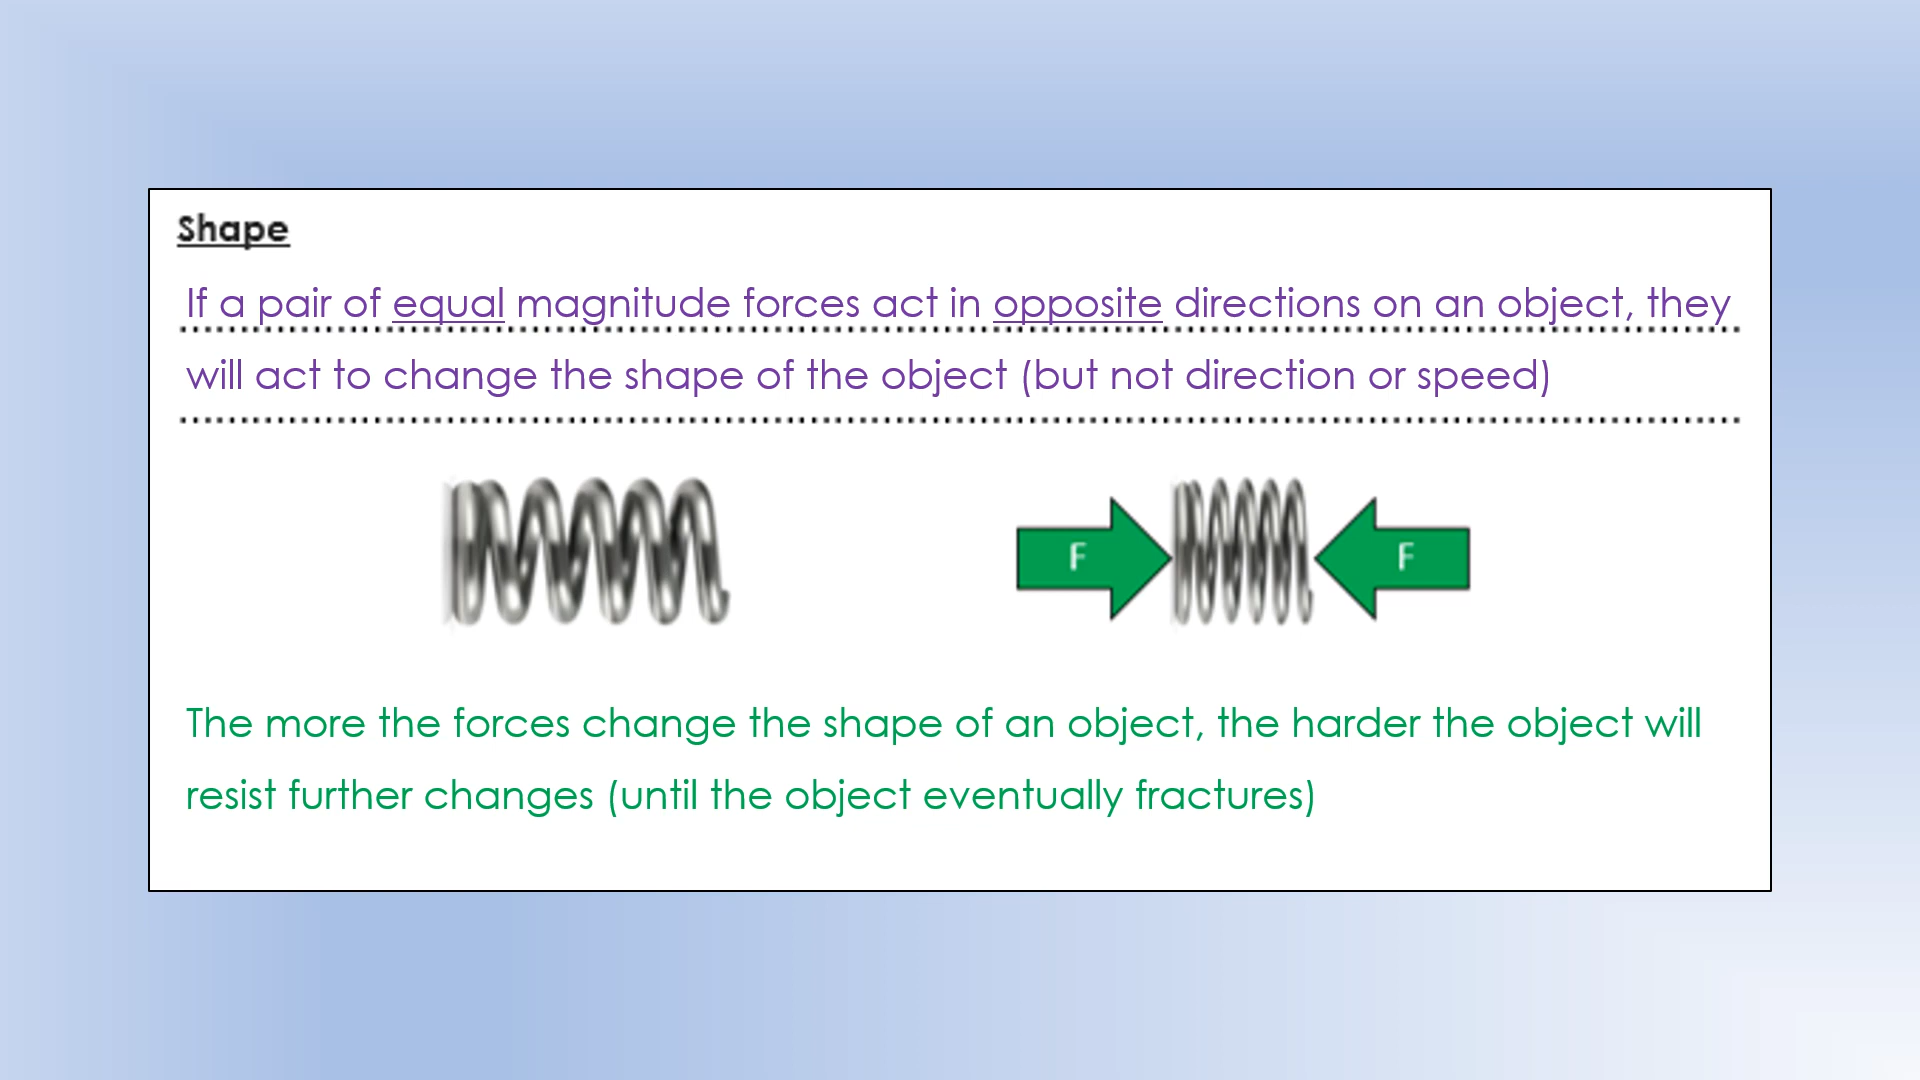 Shape
If a pair of equal magnitude forces act in opposite directions on an object, they
will act to change the shape of the object (but not direction or speed)
F
F
The more the forces change the shape of an object, the harder the object will
resist further changes (until the object eventually fractures)